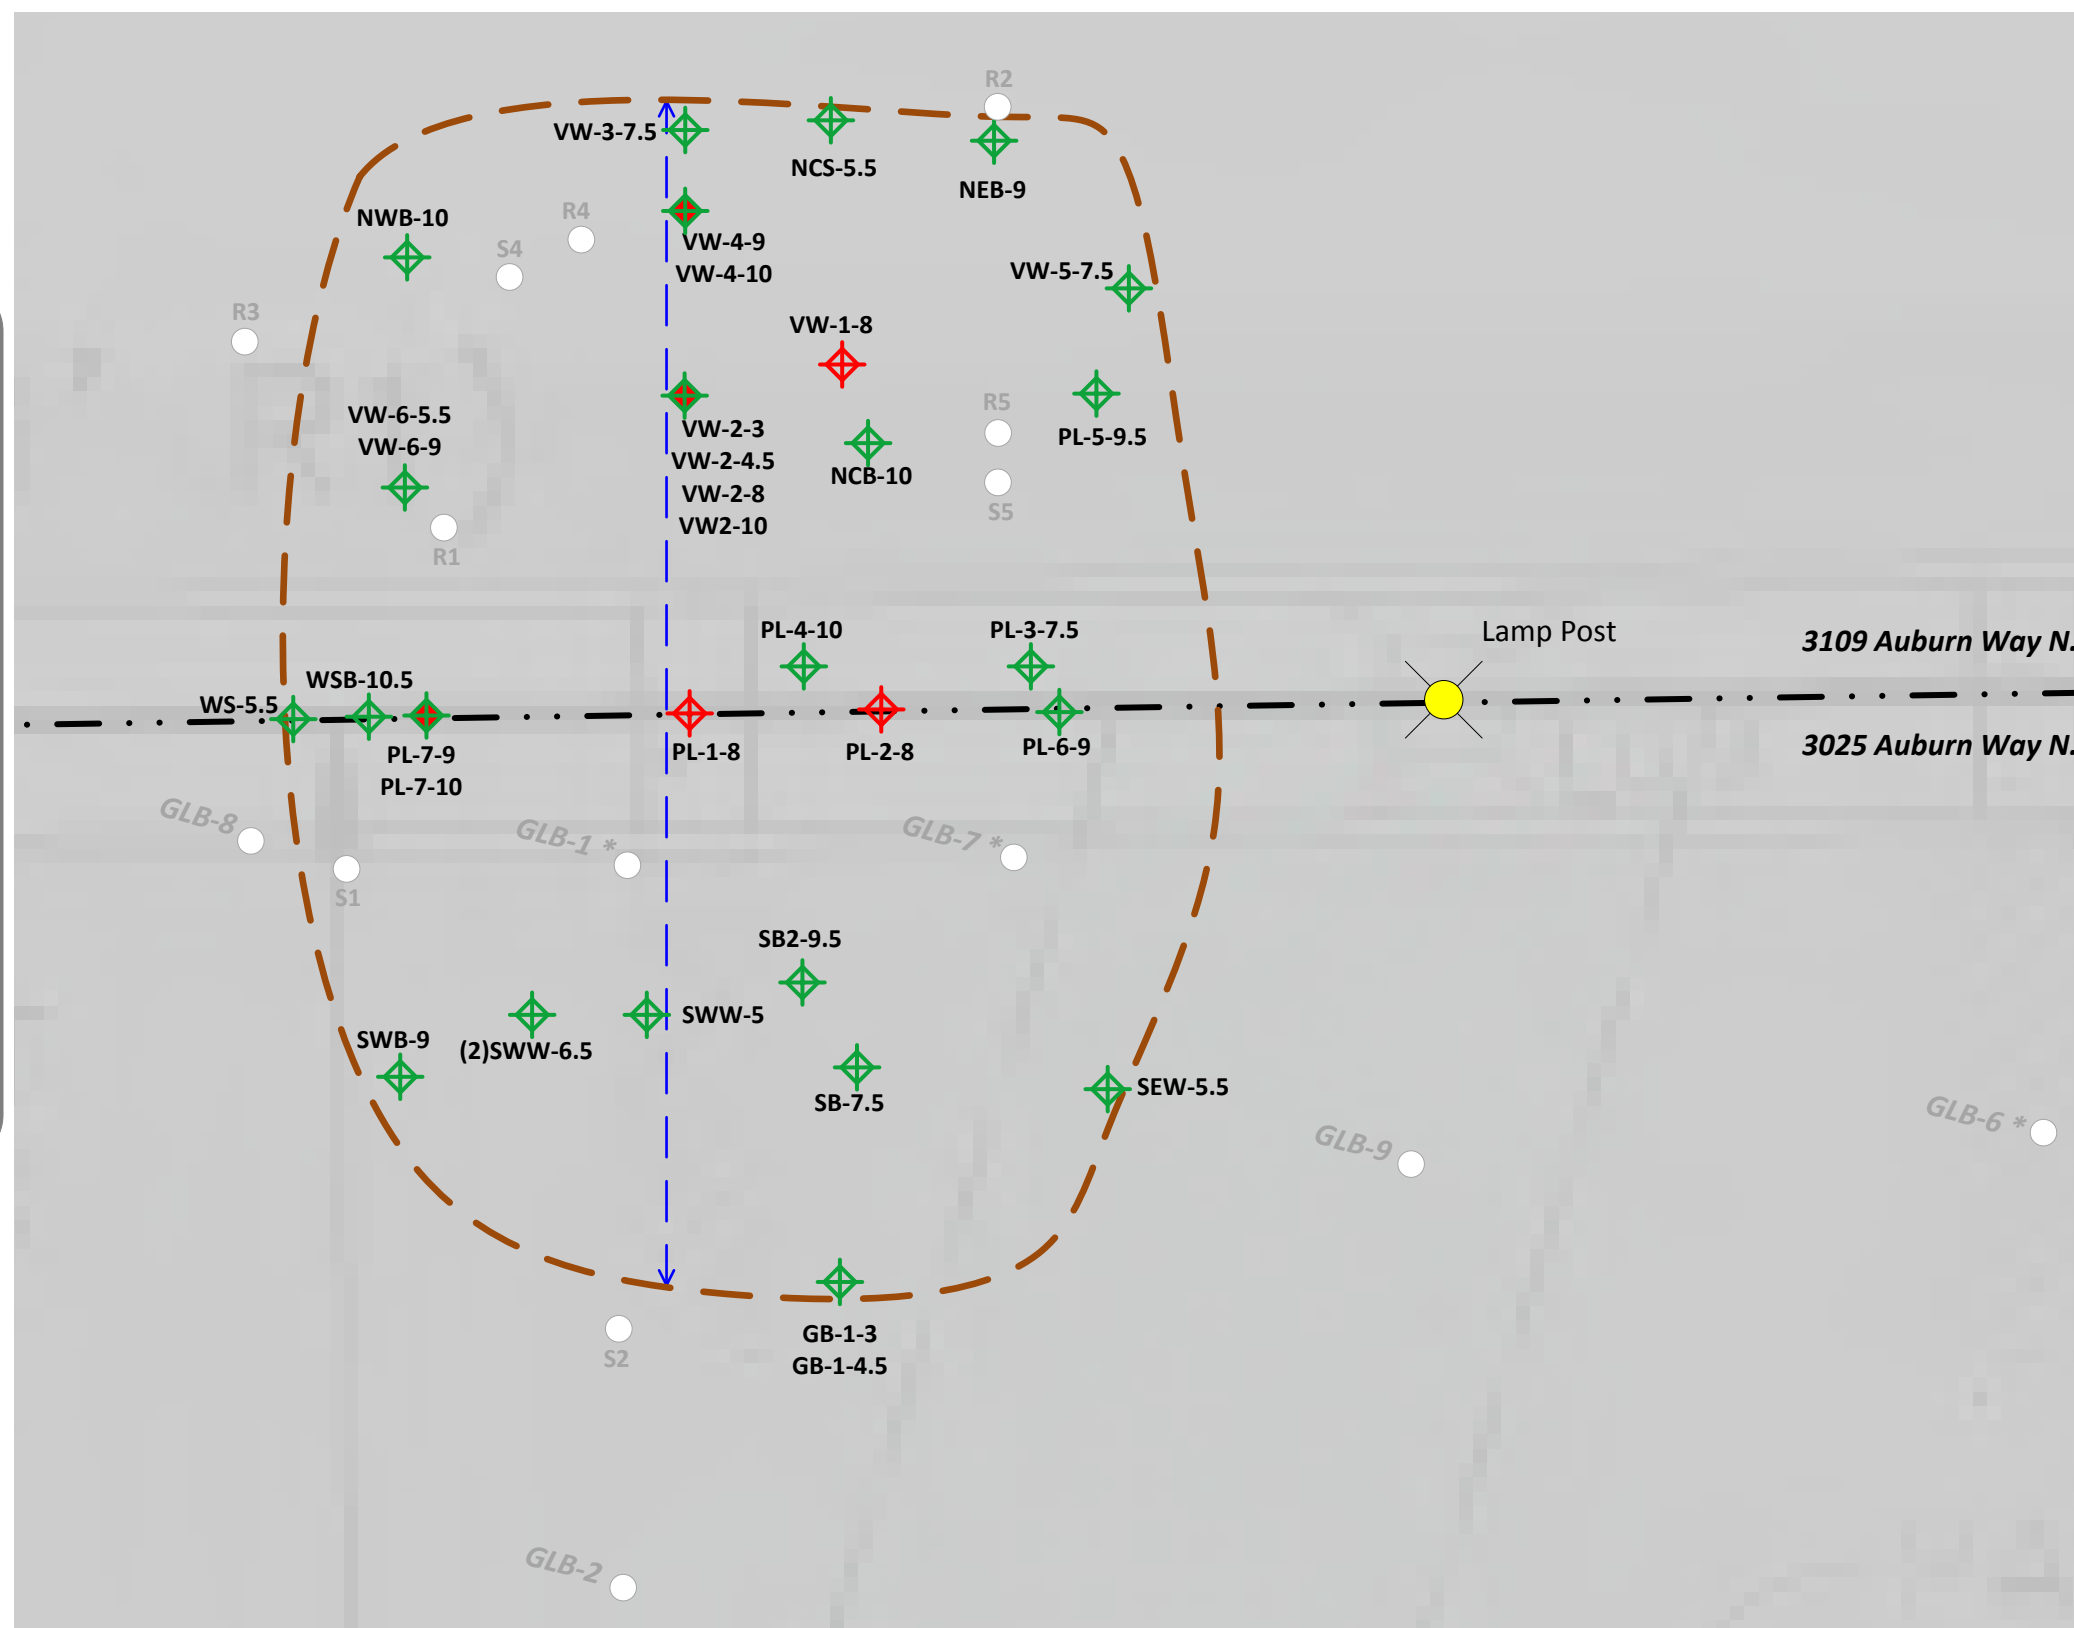 R2
VW-3-7.5
NCS-5.5
NEB-9
NWB-10
R4
S4
VW-4-9
VW-4-10
VW-5-7.5
R3
VW-1-8
VW-6-5.5
VW-6-9
VW-2-3
VW-2-4.5
VW-2-8
VW2-10
R5
PL-5-9.5
NCB-10
S5
R1
PL-4-10
PL-3-7.5
Lamp Post
3109 Auburn Way N.
WSB-10.5
WS-5.5
PL-7-9
PL-7-10
PL-1-8
PL-2-8
PL-6-9
3025 Auburn Way N.
GLB-8
GLB-1 *
GLB-7 *
S1
SB2-9.5
SWW-5
SWB-9
(2)SWW-6.5
SB-7.5
SEW-5.5
GLB-9
GLB-6 *
GB-1-3
GB-1-4.5
S2
GLB-2